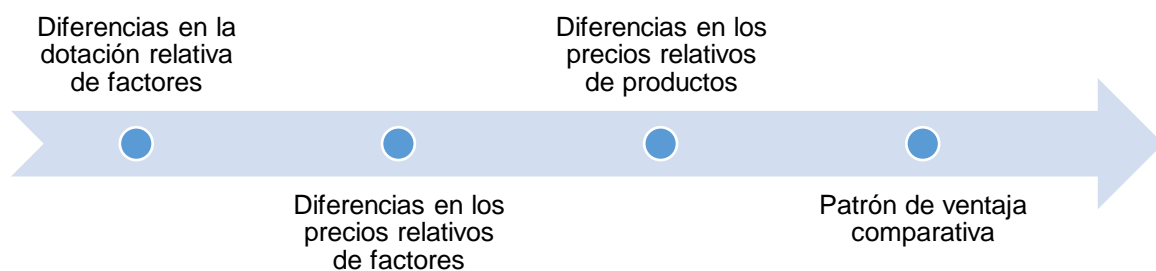 Diferencias en la
dotación relativa
de factores
Diferencias en los
precios relativos
de factores
Diferencias en los
precios relativos
de productos
Patrón de ventaja
comparativa